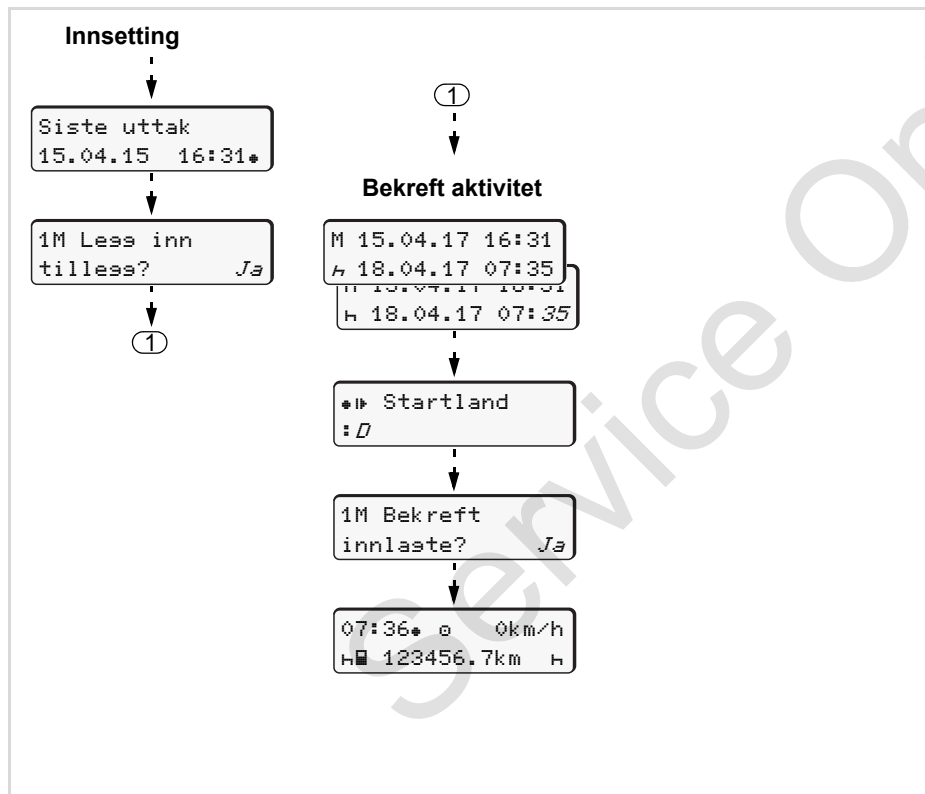 Innsetting
Siste uttak
15.04.15 16:31
1M Legg inn
tillegg? Ja
1
1
Bekreft aktivitet
M 15.04.17 16:31
h 18.04.17 07:35
h 18.04.17 07:35
Startland
:D
1M Bekreft
innlagte? Ja
07:36 0km/h
h 123456.7km h
Service On